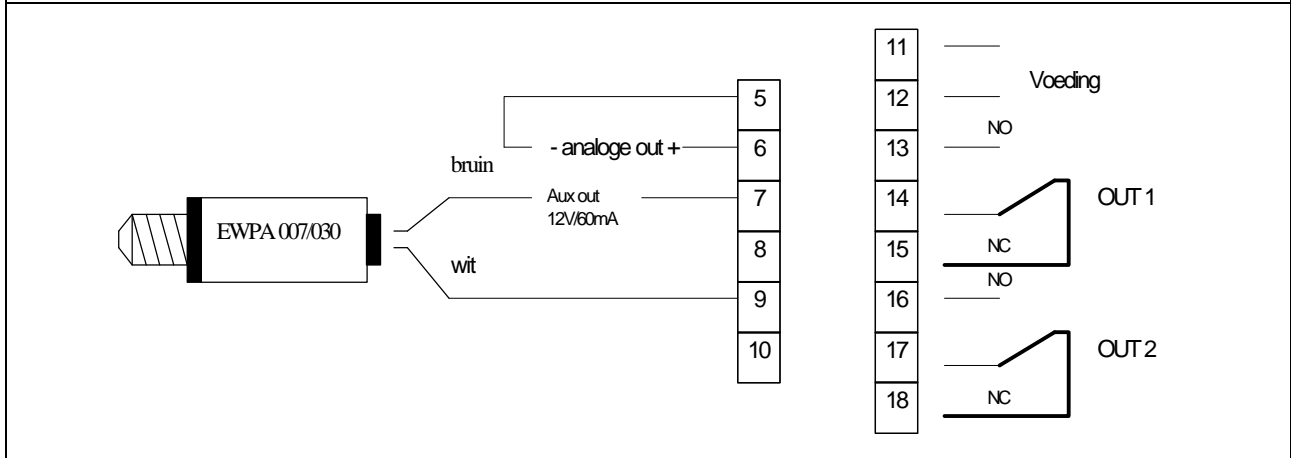 EWPA 007/030
bruin
wit
- analoge out +
Aux out
12V/60mA
5
6
7
8
9
10
11
12
13
14
15
16
17
18
Voeding
NO
OUT 1
NC
NO
OUT 2
NC